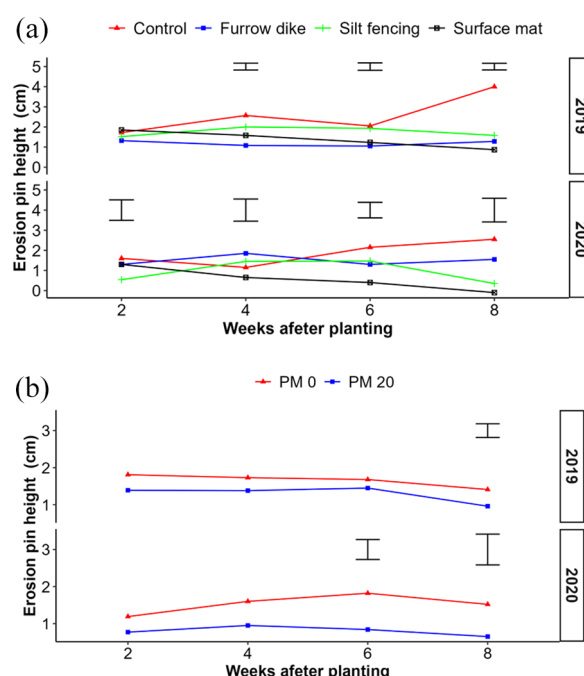 (a)
Control Furrow dike Silt fencing Surface mat
Erosion pin height (cm)
5
4
3
2
1
0
2019
5
4
3
2
1
0
2020
2 4 6 8
Weeks afeter planting
(b)
PM 0 PM 20
Erosion pin height (cm)
3
2
1
2019
3
2
1
2020
2 4 6 8
Weeks afeter planting